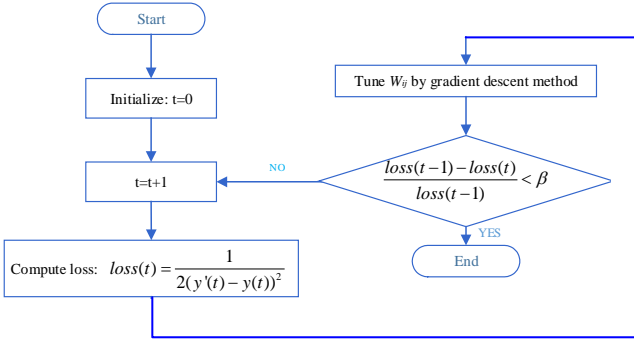 Start
Initialize: t=0
t=t+1
Compute loss: loss(t) = 1 / 2(y'(t) − y(t))²
Tune W_ij by gradient descent method
(loss(t−1) − loss(t)) / loss(t−1) < β
NO
YES
End